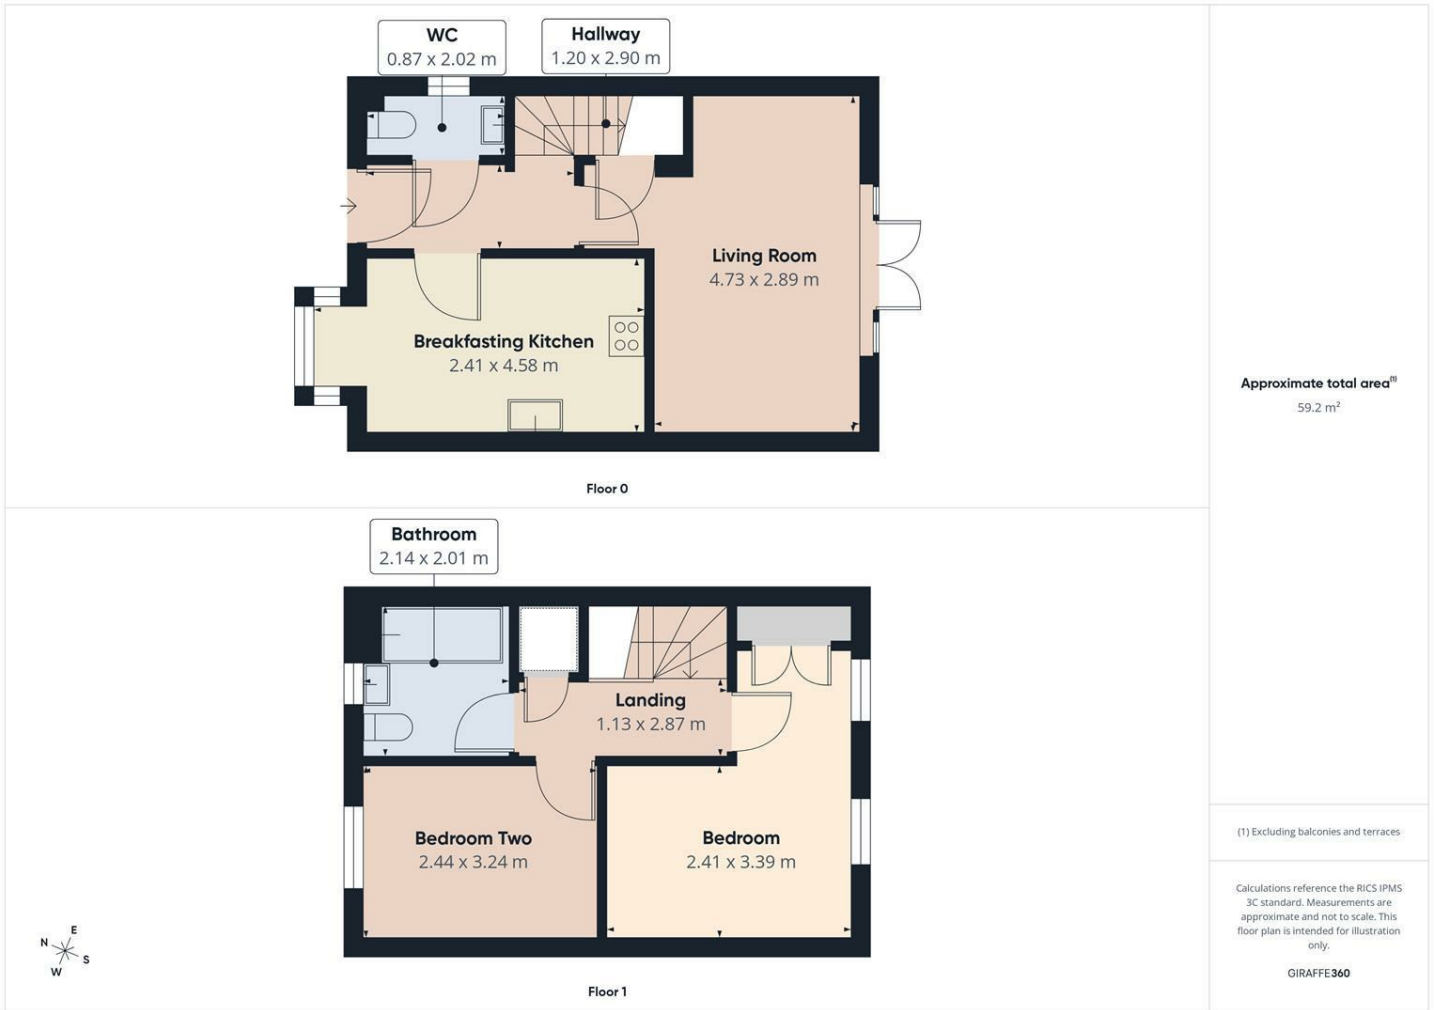 WC
0.87 x 2.02 m
Hallway
1.20 x 2.90 m
Living Room
4.73 x 2.89 m
Breakfasting Kitchen
2.41 x 4.58 m
Floor 0
Bathroom
2.14 x 2.01 m
Landing
1.13 x 2.87 m
Bedroom Two
2.44 x 3.24 m
Bedroom
2.41 x 3.39 m
E
N
S
W
Floor 1
Approximate total area⁽¹⁾
59.2 m²
(1) Excluding balconies and terraces
Calculations reference the RICS IPMS
3C standard. Measurements are
approximate and not to scale. This
floor plan is intended for illustration
only.
GIRAFFE360